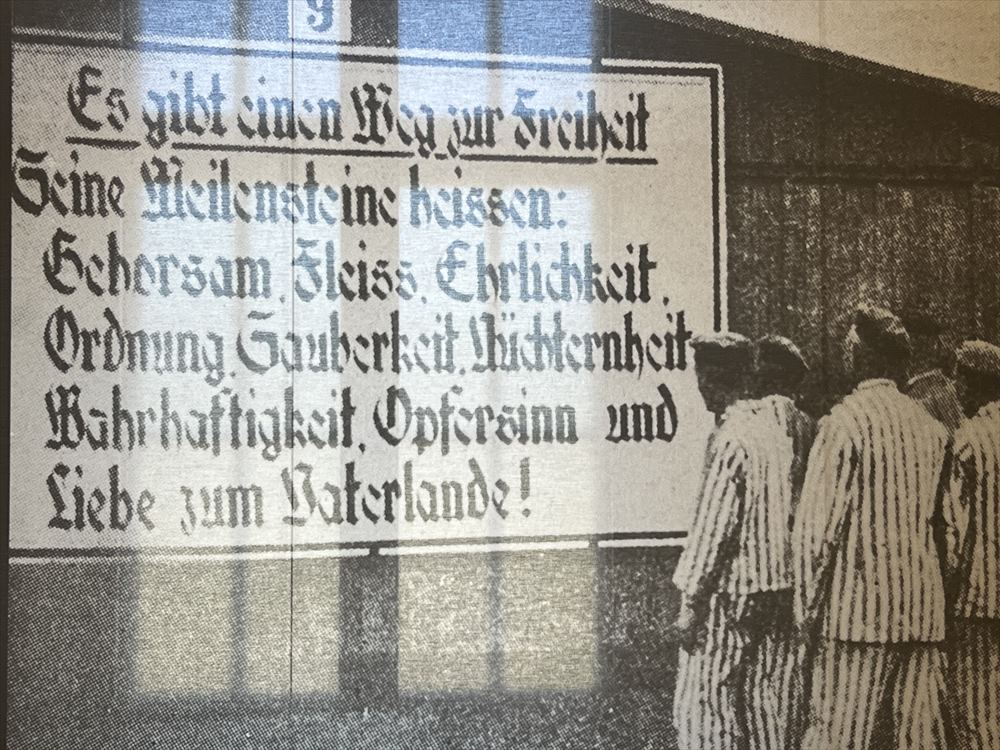 9
Es gibt einen Weg zur Freiheit
Seine Meilensteine heissen:
Gehorsam, Fleiss, Ehrlichkeit,
Ordnung, Sauberkeit, Nüchternheit
Wahrhaftigkeit, Opfersinn und
Liebe zum Vaterlande!